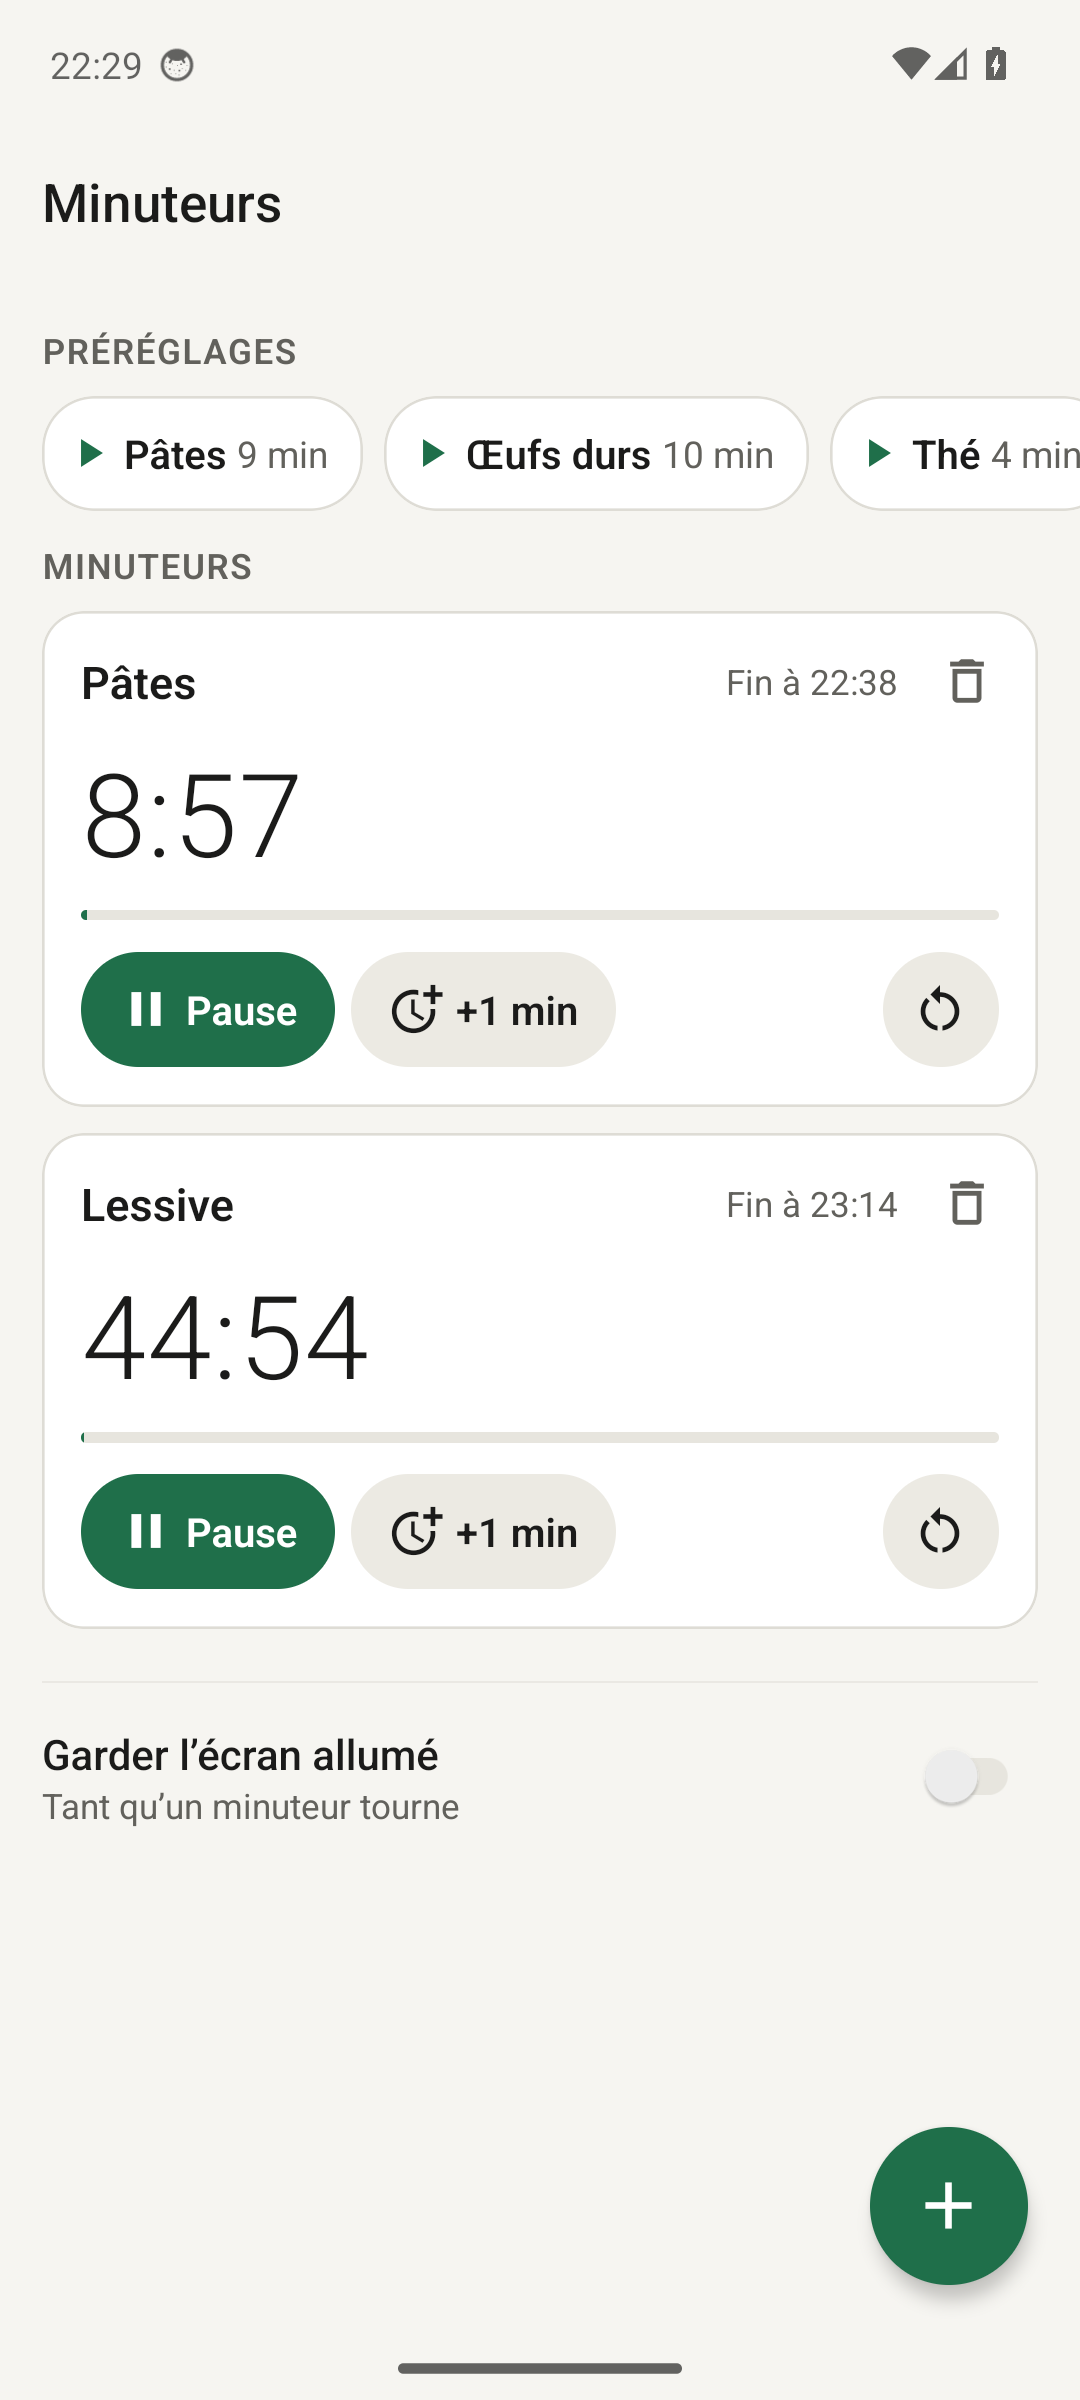 22:29
Minuteurs
PRÉRÉGLAGES
Pâtes 9 min
Œufs durs 10 min
Thé 4 min
MINUTEURS
Pâtes
Fin à 22:38
8:57
Pause
+1 min
Lessive
Fin à 23:14
44:54
Pause
+1 min
Garder l’écran allumé
Tant qu’un minuteur tourne